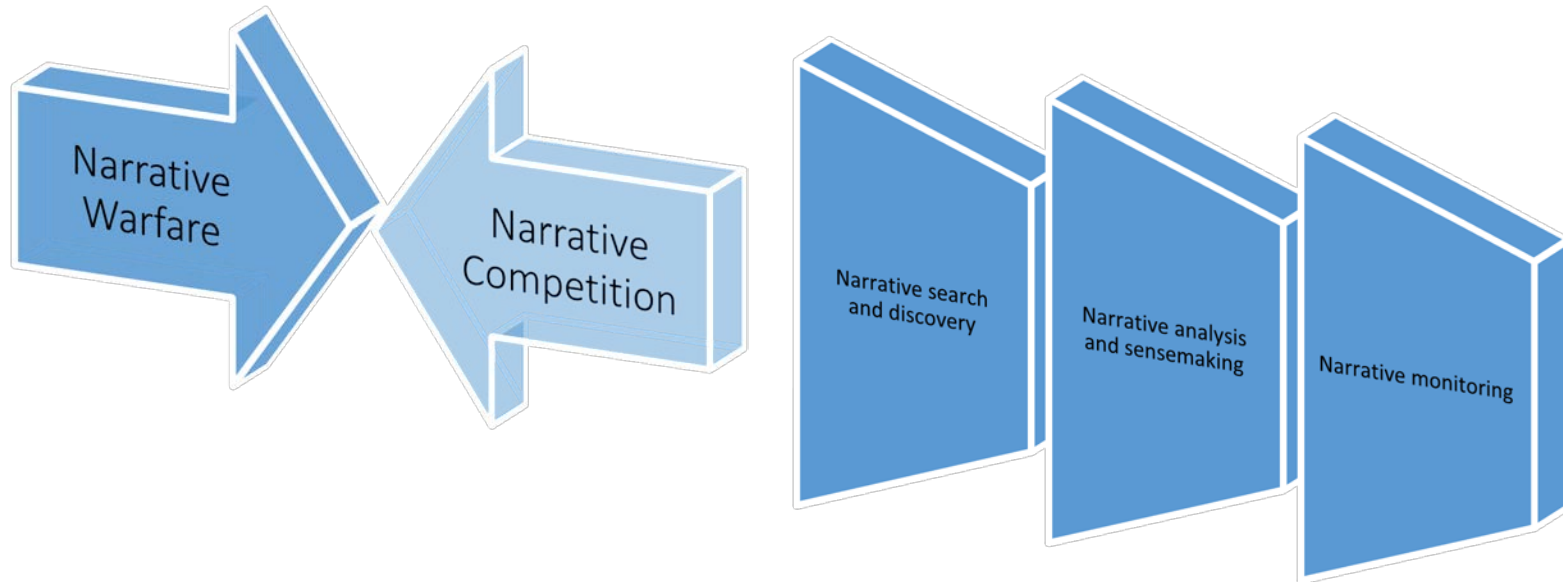 Narrative
Warfare
Narrative
Competition
Narrative search
and discovery
Narrative analysis
and sensemaking
Narrative monitoring